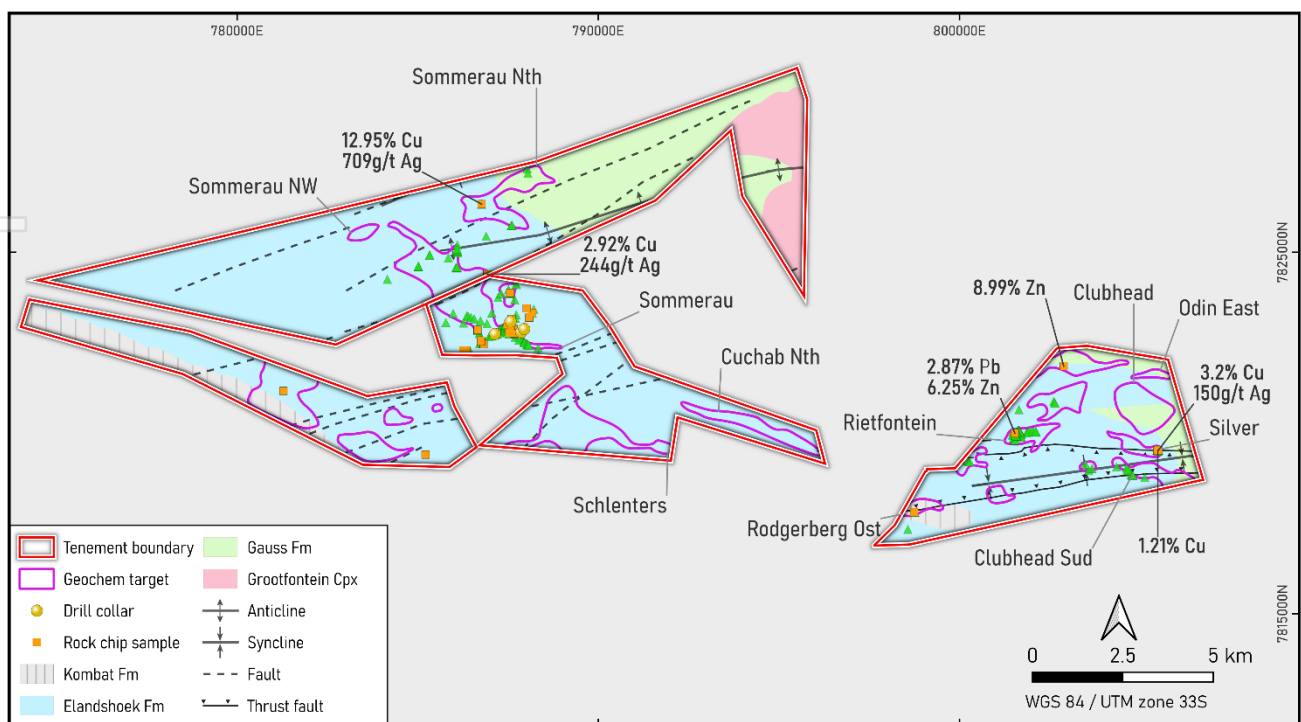 780000E
790000E
800000E
Sommerau Nth
12.95% Cu
709g/t Ag
Sommerau NW
2.92% Cu
244g/t Ag
7825000N
Sommerau
Cuchab Nth
8.99% Zn
Clubhead
Odin East
2.87% Pb
6.25% Zn
3.2% Cu
150g/t Ag
Rietfontein
Silver
Schlenters
Rodgerberg Ost
Clubhead Sud
1.21% Cu
7815000N
Tenement boundary
Geochem target
Drill collar
Rock chip sample
Kombat Fm
Elandshoek Fm
Gauss Fm
Grootfontein Cpx
Anticline
Syncline
Fault
Thrust fault
0 2.5 5 km
WGS 84 / UTM zone 33S